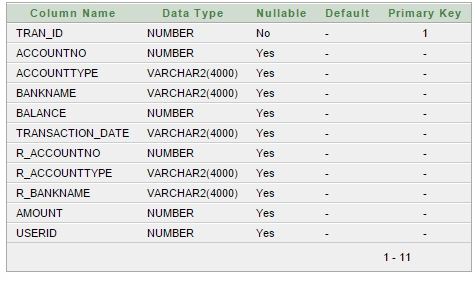 Column Name Data Type Nullable Default Primary Key
TRAN_ID NUMBER No - 1
ACCOUNTNO NUMBER Yes - -
ACCOUNTTYPE VARCHAR2(4000) Yes - -
BANKNAME VARCHAR2(4000) Yes - -
BALANCE NUMBER Yes - -
TRANSACTION_DATE VARCHAR2(4000) Yes - -
R_ACCOUNTNO NUMBER Yes - -
R_ACCOUNTTYPE VARCHAR2(4000) Yes - -
R_BANKNAME VARCHAR2(4000) Yes - -
AMOUNT NUMBER Yes - -
USERID NUMBER Yes - -
1 - 11